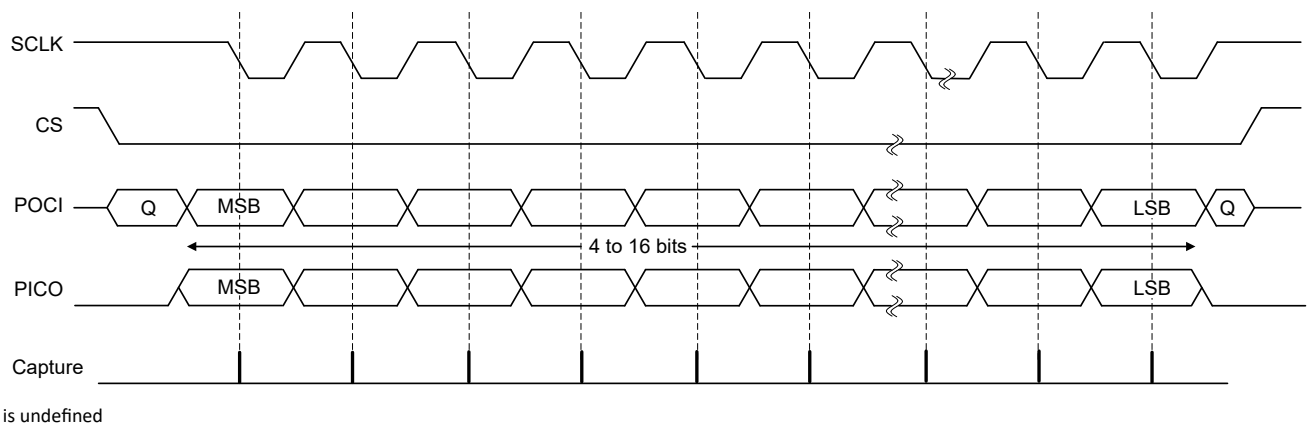 SCLK
CS
POCI Q MSB LSB Q
4 to 16 bits
PICO MSB LSB
Capture
is undefined